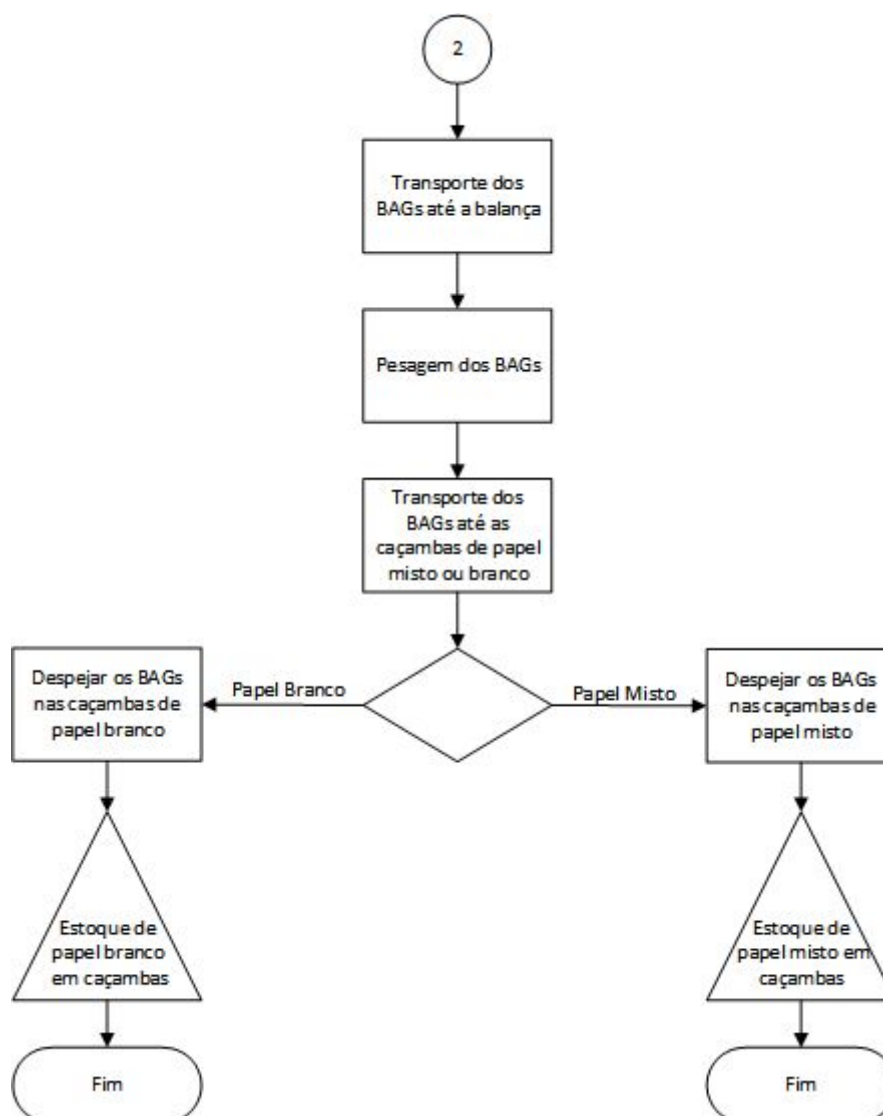 2
Transporte dos
BAGs até a balança
Pesagem dos BAGs
Transporte dos
BAGs até as
caçambas de papel
misto ou branco
Despejar os BAGs
nas caçambas de
papel branco
Papel Branco
Papel Misto
Despejar os BAGs
nas caçambas de
papel misto
Estoque de
papel branco
em caçambas
Estoque de
papel misto em
caçambas
Fim
Fim